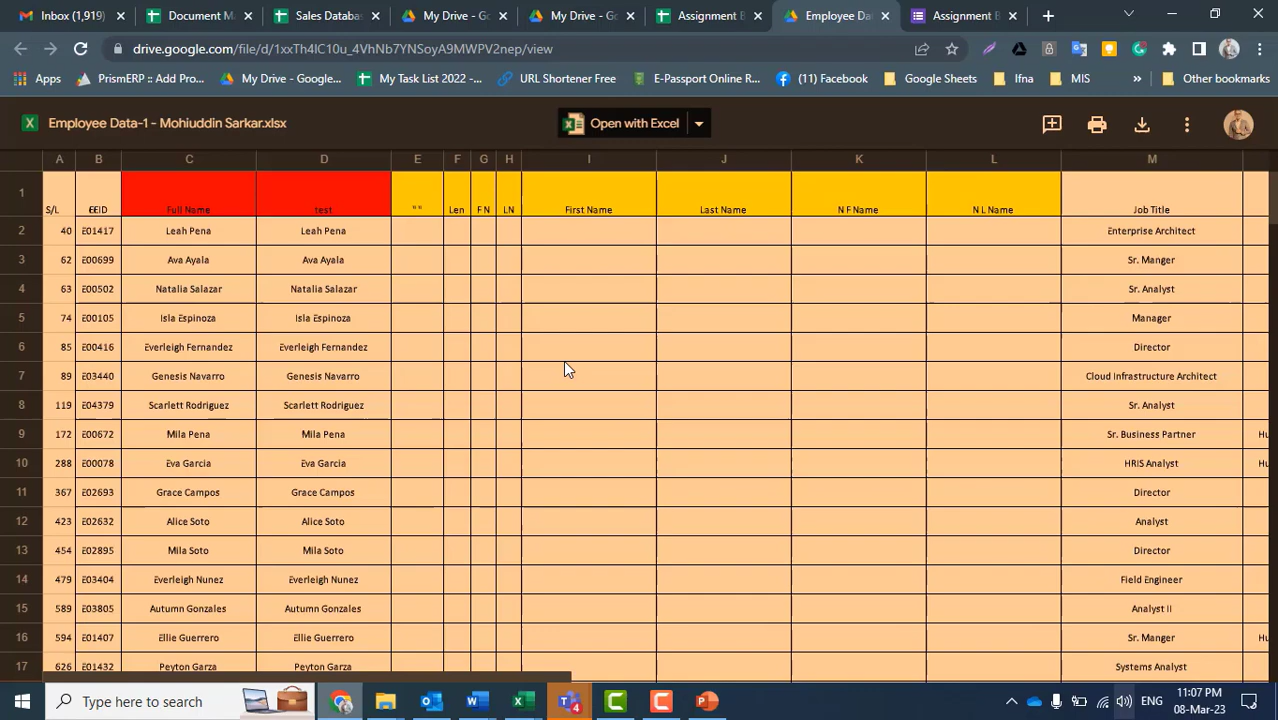 Inbox (1,919)
Document Ma
Sales Databas
My Drive - Go
My Drive - Go
Assignment B
Employee Dat
Assignment B
drive.google.com/file/d/1xxTh4lC10u_4VhNb7YNSoyA9MWPV2nep/view
Apps
PrismERP :: Add Pro...
My Drive - Google...
My Task List 2022 -...
URL Shortener Free
E-Passport Online R...
(11) Facebook
Google Sheets
Ifna
MIS
»
Other bookmarks
Employee Data-1 - Mohiuddin Sarkar.xlsx
Open with Excel
A B C D E F G H I J K L M
1 S/L EEID Full Name test " " Len F N LN First Name Last Name N F Name N L Name Job Title
2 40 E01417 Leah Pena Leah Pena Enterprise Architect
3 62 E00699 Ava Ayala Ava Ayala Sr. Manger
4 63 E00502 Natalia Salazar Natalia Salazar Sr. Analyst
5 74 E00105 Isla Espinoza Isla Espinoza Manager
6 85 E00416 Everleigh Fernandez Everleigh Fernandez Director
7 89 E03440 Genesis Navarro Genesis Navarro Cloud Infrastructure Architect
8 119 E04379 Scarlett Rodriguez Scarlett Rodriguez Sr. Analyst
9 172 E00672 Mila Pena Mila Pena Sr. Business Partner Hu
10 288 E00078 Eva Garcia Eva Garcia HRIS Analyst Hu
11 367 E02693 Grace Campos Grace Campos Director
12 423 E02632 Alice Soto Alice Soto Analyst
13 454 E02895 Mila Soto Mila Soto Director
14 479 E03404 Everleigh Nunez Everleigh Nunez Field Engineer
15 589 E03805 Autumn Gonzales Autumn Gonzales Analyst II
16 594 E01407 Ellie Guerrero Ellie Guerrero Sr. Manger Hu
17 626 E01432 Peyton Garza Peyton Garza Systems Analyst
Type here to search
4
ENG
11:07 PM
08-Mar-23